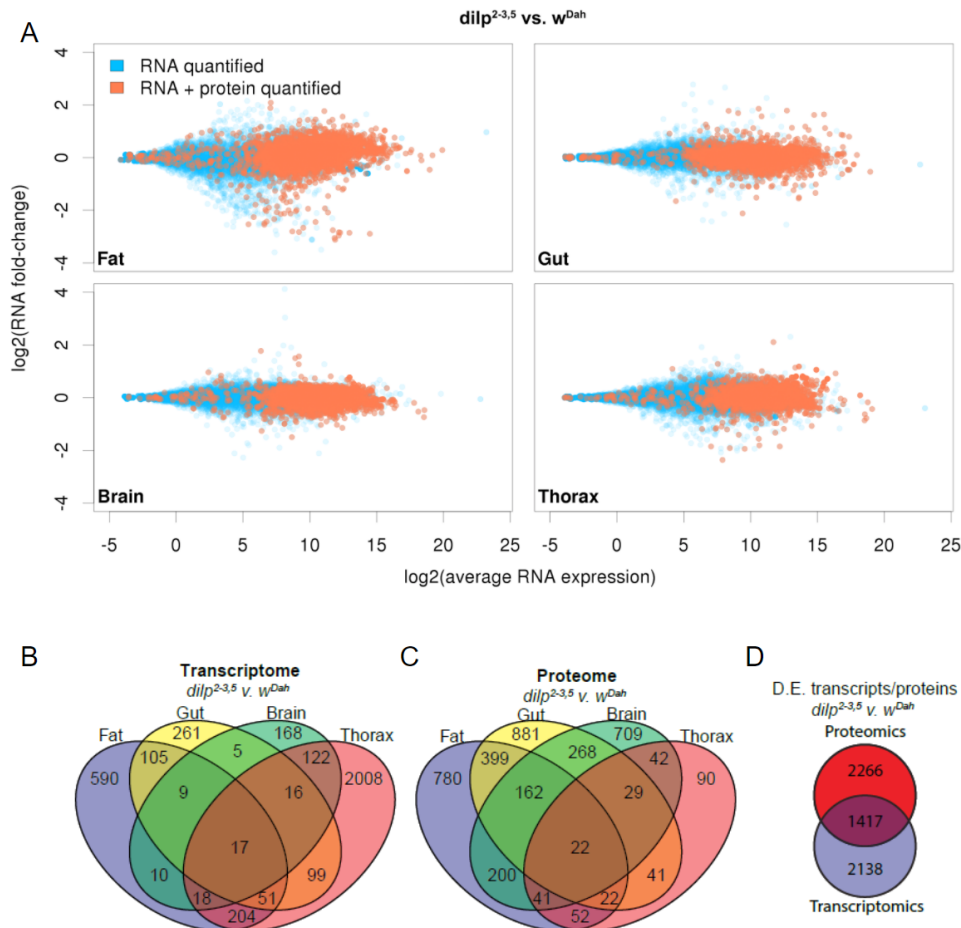 dilp2-3,5 vs. wDah
A
RNA quantified
RNA + protein quantified
4
2
0
-2
-4
Fat
Gut
log2(RNA fold-change)
4
2
0
-2
-4
Brain
Thorax
-5 0 5 10 15 20 25
-5 0 5 10 15 20 25
log2(average RNA expression)
B
Transcriptome
dilp2-3,5 v. wDah
Gut Brain
Fat Thorax
261 168
105 5 122
590 2008
9 16
17
10 99
18 51
204
C
Proteome
dilp2-3,5 v. wDah
Gut Brain
Fat Thorax
881 709
399 268 42
780 90
162 29
22
200 41
41 22
52
D
D.E. transcripts/proteins
dilp2-3,5 v. wDah
Proteomics
2266
1417
2138
Transcriptomics